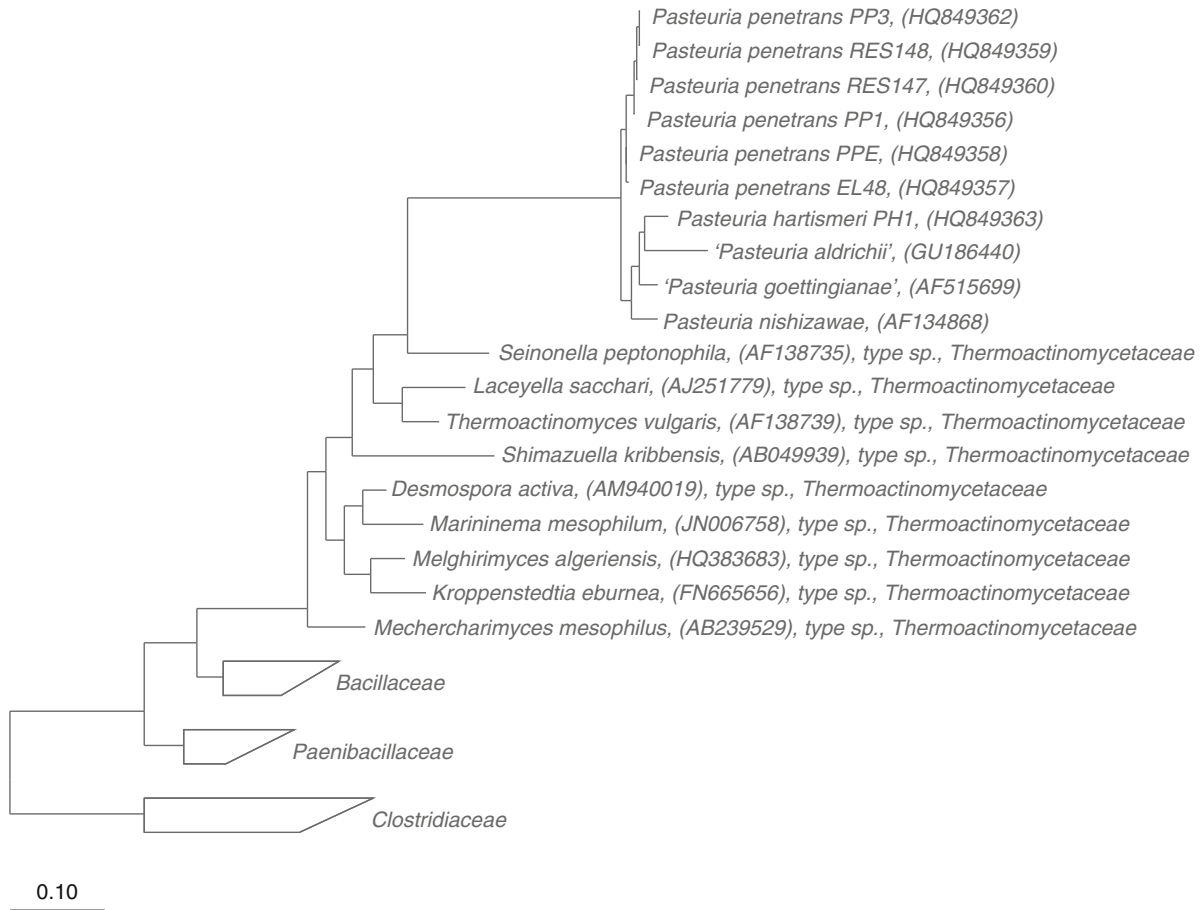 Pasteuria penetrans PP3, (HQ849362)
Pasteuria penetrans RES148, (HQ849359)
Pasteuria penetrans RES147, (HQ849360)
Pasteuria penetrans PP1, (HQ849356)
Pasteuria penetrans PPE, (HQ849358)
Pasteuria penetrans EL48, (HQ849357)
Pasteuria hartismeri PH1, (HQ849363)
‘Pasteuria aldrichii’, (GU186440)
‘Pasteuria goettingianae’, (AF515699)
Pasteuria nishizawae, (AF134868)
Seinonella peptonophila, (AF138735), type sp., Thermoactinomycetaceae
Laceyella sacchari, (AJ251779), type sp., Thermoactinomycetaceae
Thermoactinomyces vulgaris, (AF138739), type sp., Thermoactinomycetaceae
Shimazuella kribbensis, (AB049939), type sp., Thermoactinomycetaceae
Desmospora activa, (AM940019), type sp., Thermoactinomycetaceae
Marininema mesophilum, (JN006758), type sp., Thermoactinomycetaceae
Melghirimyces algeriensis, (HQ383683), type sp., Thermoactinomycetaceae
Kroppenstedtia eburnea, (FN665656), type sp., Thermoactinomycetaceae
Mechercharimyces mesophilus, (AB239529), type sp., Thermoactinomycetaceae
Bacillaceae
Paenibacillaceae
Clostridiaceae
0.10